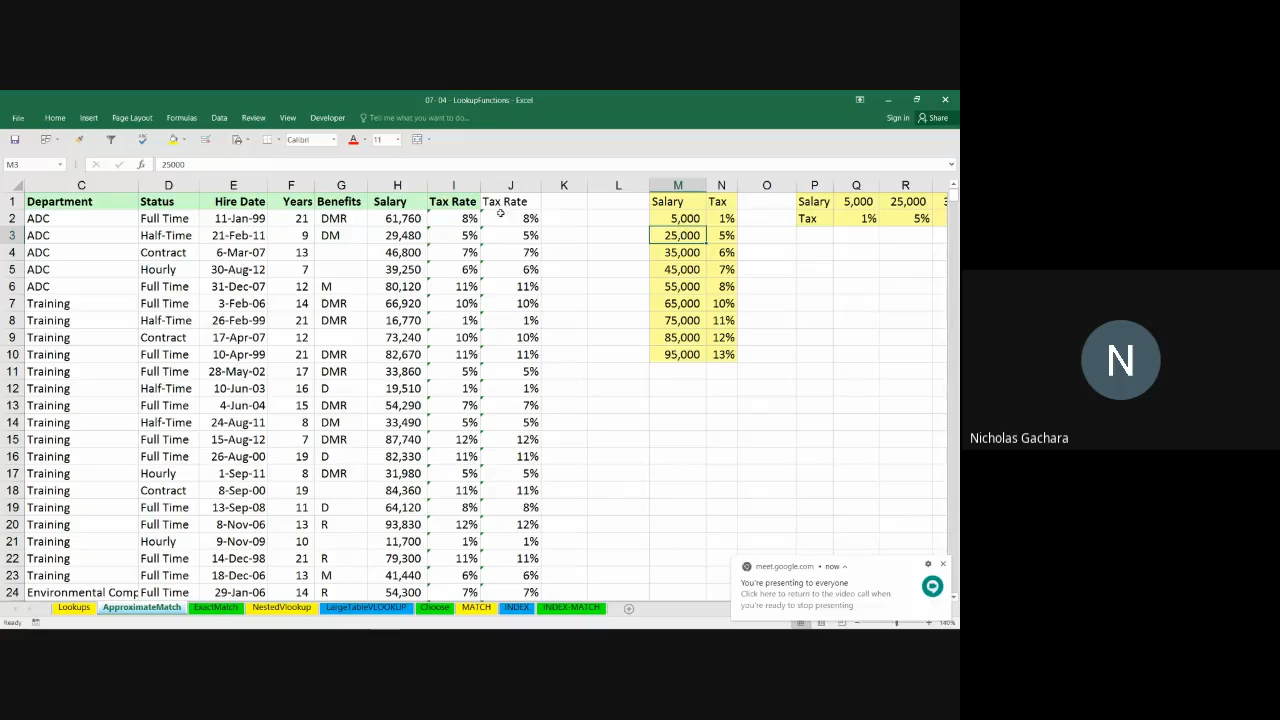 07- 04 - LookupFunctions - Excel
File Home Insert Page Layout Formulas Data Review View Developer Tell me what you want to do... Sign in Share
Calibri 11
M3 25000
C D E F G H I J K L M N O P Q R
1 Department Status Hire Date Years Benefits Salary Tax Rate Tax Rate Salary Tax Salary 5,000 25,000
2 ADC Full Time 11-Jan-99 21 DMR 61,760 8% 8% 5,000 1% Tax 1% 5%
3 ADC Half-Time 21-Feb-11 9 DM 29,480 5% 5% 25,000 5%
4 ADC Contract 6-Mar-07 13 46,800 7% 7% 35,000 6%
5 ADC Hourly 30-Aug-12 7 39,250 6% 6% 45,000 7%
6 ADC Full Time 31-Dec-07 12 M 80,120 11% 11% 55,000 8%
7 Training Full Time 3-Feb-06 14 DMR 66,920 10% 10% 65,000 10%
8 Training Half-Time 26-Feb-99 21 DMR 16,770 1% 1% 75,000 11%
9 Training Contract 17-Apr-07 12 73,240 10% 10% 85,000 12%
10 Training Full Time 10-Apr-99 21 DMR 82,670 11% 11% 95,000 13%
11 Training Full Time 28-May-02 17 DMR 33,860 5% 5%
12 Training Half-Time 10-Jun-03 16 D 19,510 1% 1%
13 Training Full Time 4-Jun-04 15 DMR 54,290 7% 7%
14 Training Half-Time 24-Aug-11 8 DM 33,490 5% 5%
15 Training Full Time 15-Aug-12 7 DMR 87,740 12% 12%
16 Training Full Time 26-Aug-00 19 D 82,330 11% 11%
17 Training Hourly 1-Sep-11 8 DMR 31,980 5% 5%
18 Training Contract 8-Sep-00 19 84,360 11% 11%
19 Training Full Time 13-Sep-08 11 D 64,120 8% 8%
20 Training Full Time 8-Nov-06 13 R 93,830 12% 12%
21 Training Hourly 9-Nov-09 10 11,700 1% 1%
22 Training Full Time 14-Dec-98 21 R 79,300 11% 11%
23 Training Full Time 18-Dec-06 13 M 41,440 6% 6%
24 Environmental Comp Full Time 29-Jan-06 14 R 54,300 7% 7%
Lookups ApproximateMatch ExactMatch NestedVlookup LargeTableVLOOKUP Choose MATCH INDEX INDEX-MATCH
Ready 140%
meet.google.com • now
You're presenting to everyone
Click here to return to the video call when
you're ready to stop presenting
N
Nicholas Gachara